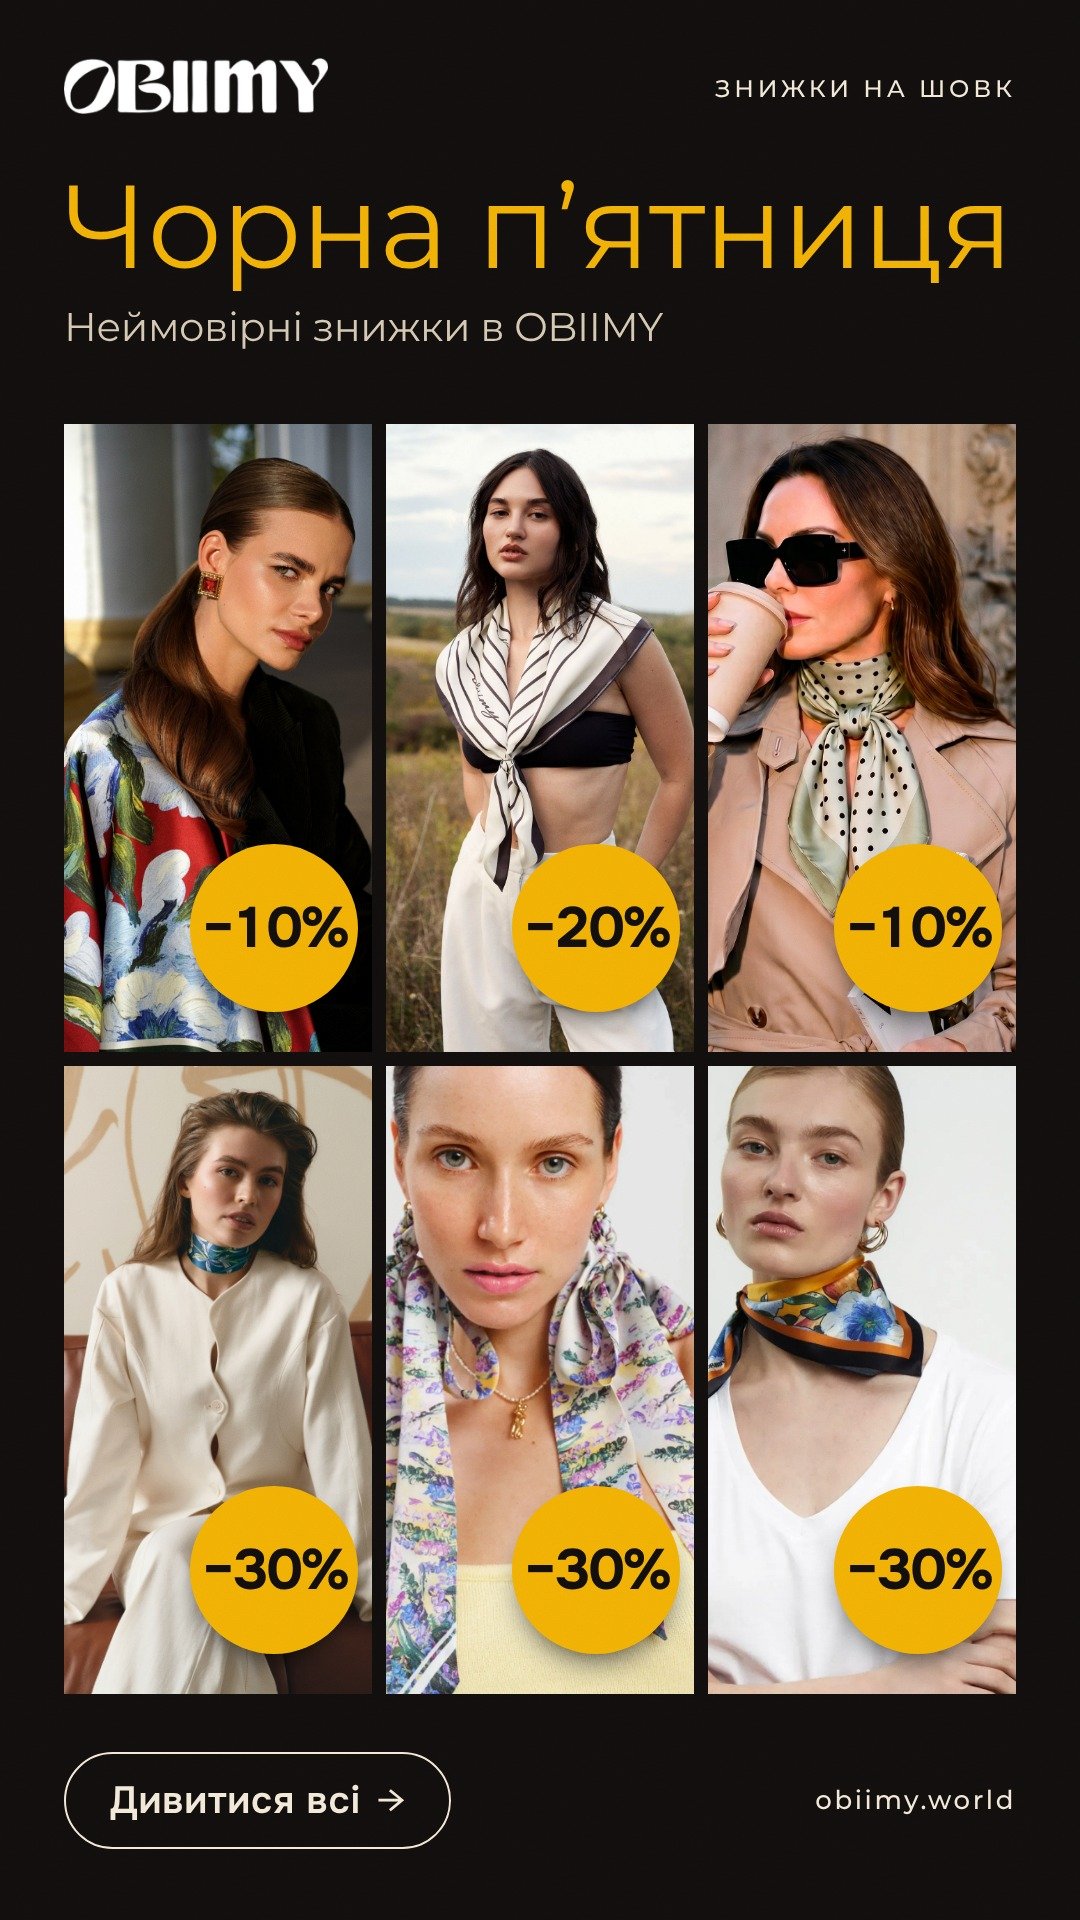 OBIIMY
ЗНИЖКИ НА ШОВК
Чорна п’ятниця
Неймовірні знижки в OBIIMY
obiimy
−10%
−20%
−10%
−30%
−30%
−30%
Дивитися всі →
obiimy.world